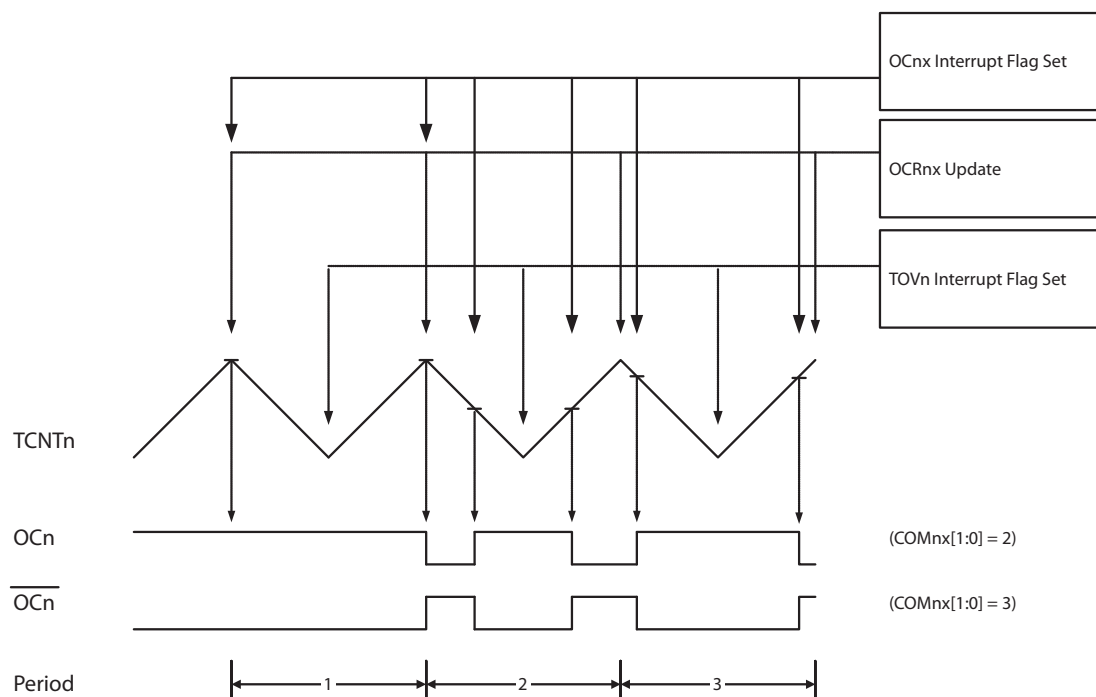 OCnx Interrupt Flag Set
OCRnx Update
TOVn Interrupt Flag Set
TCNTn
OCn
(COMnx[1:0] = 2)
OCn
(COMnx[1:0] = 3)
Period
1
2
3